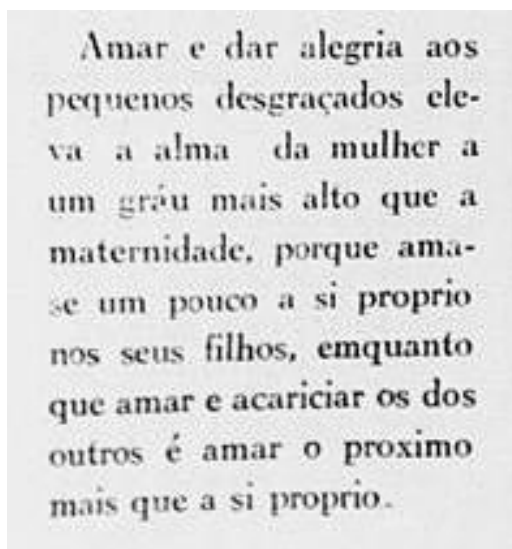 Amar e dar alegria aos
pequenos desgraçados ele-
va a alma da mulher a
um gráu mais alto que a
maternidade, porque ama-
se um pouco a si proprio
nos seus filhos, emquanto
que amar e acariciar os dos
outros é amar o proximo
mais que a si proprio.